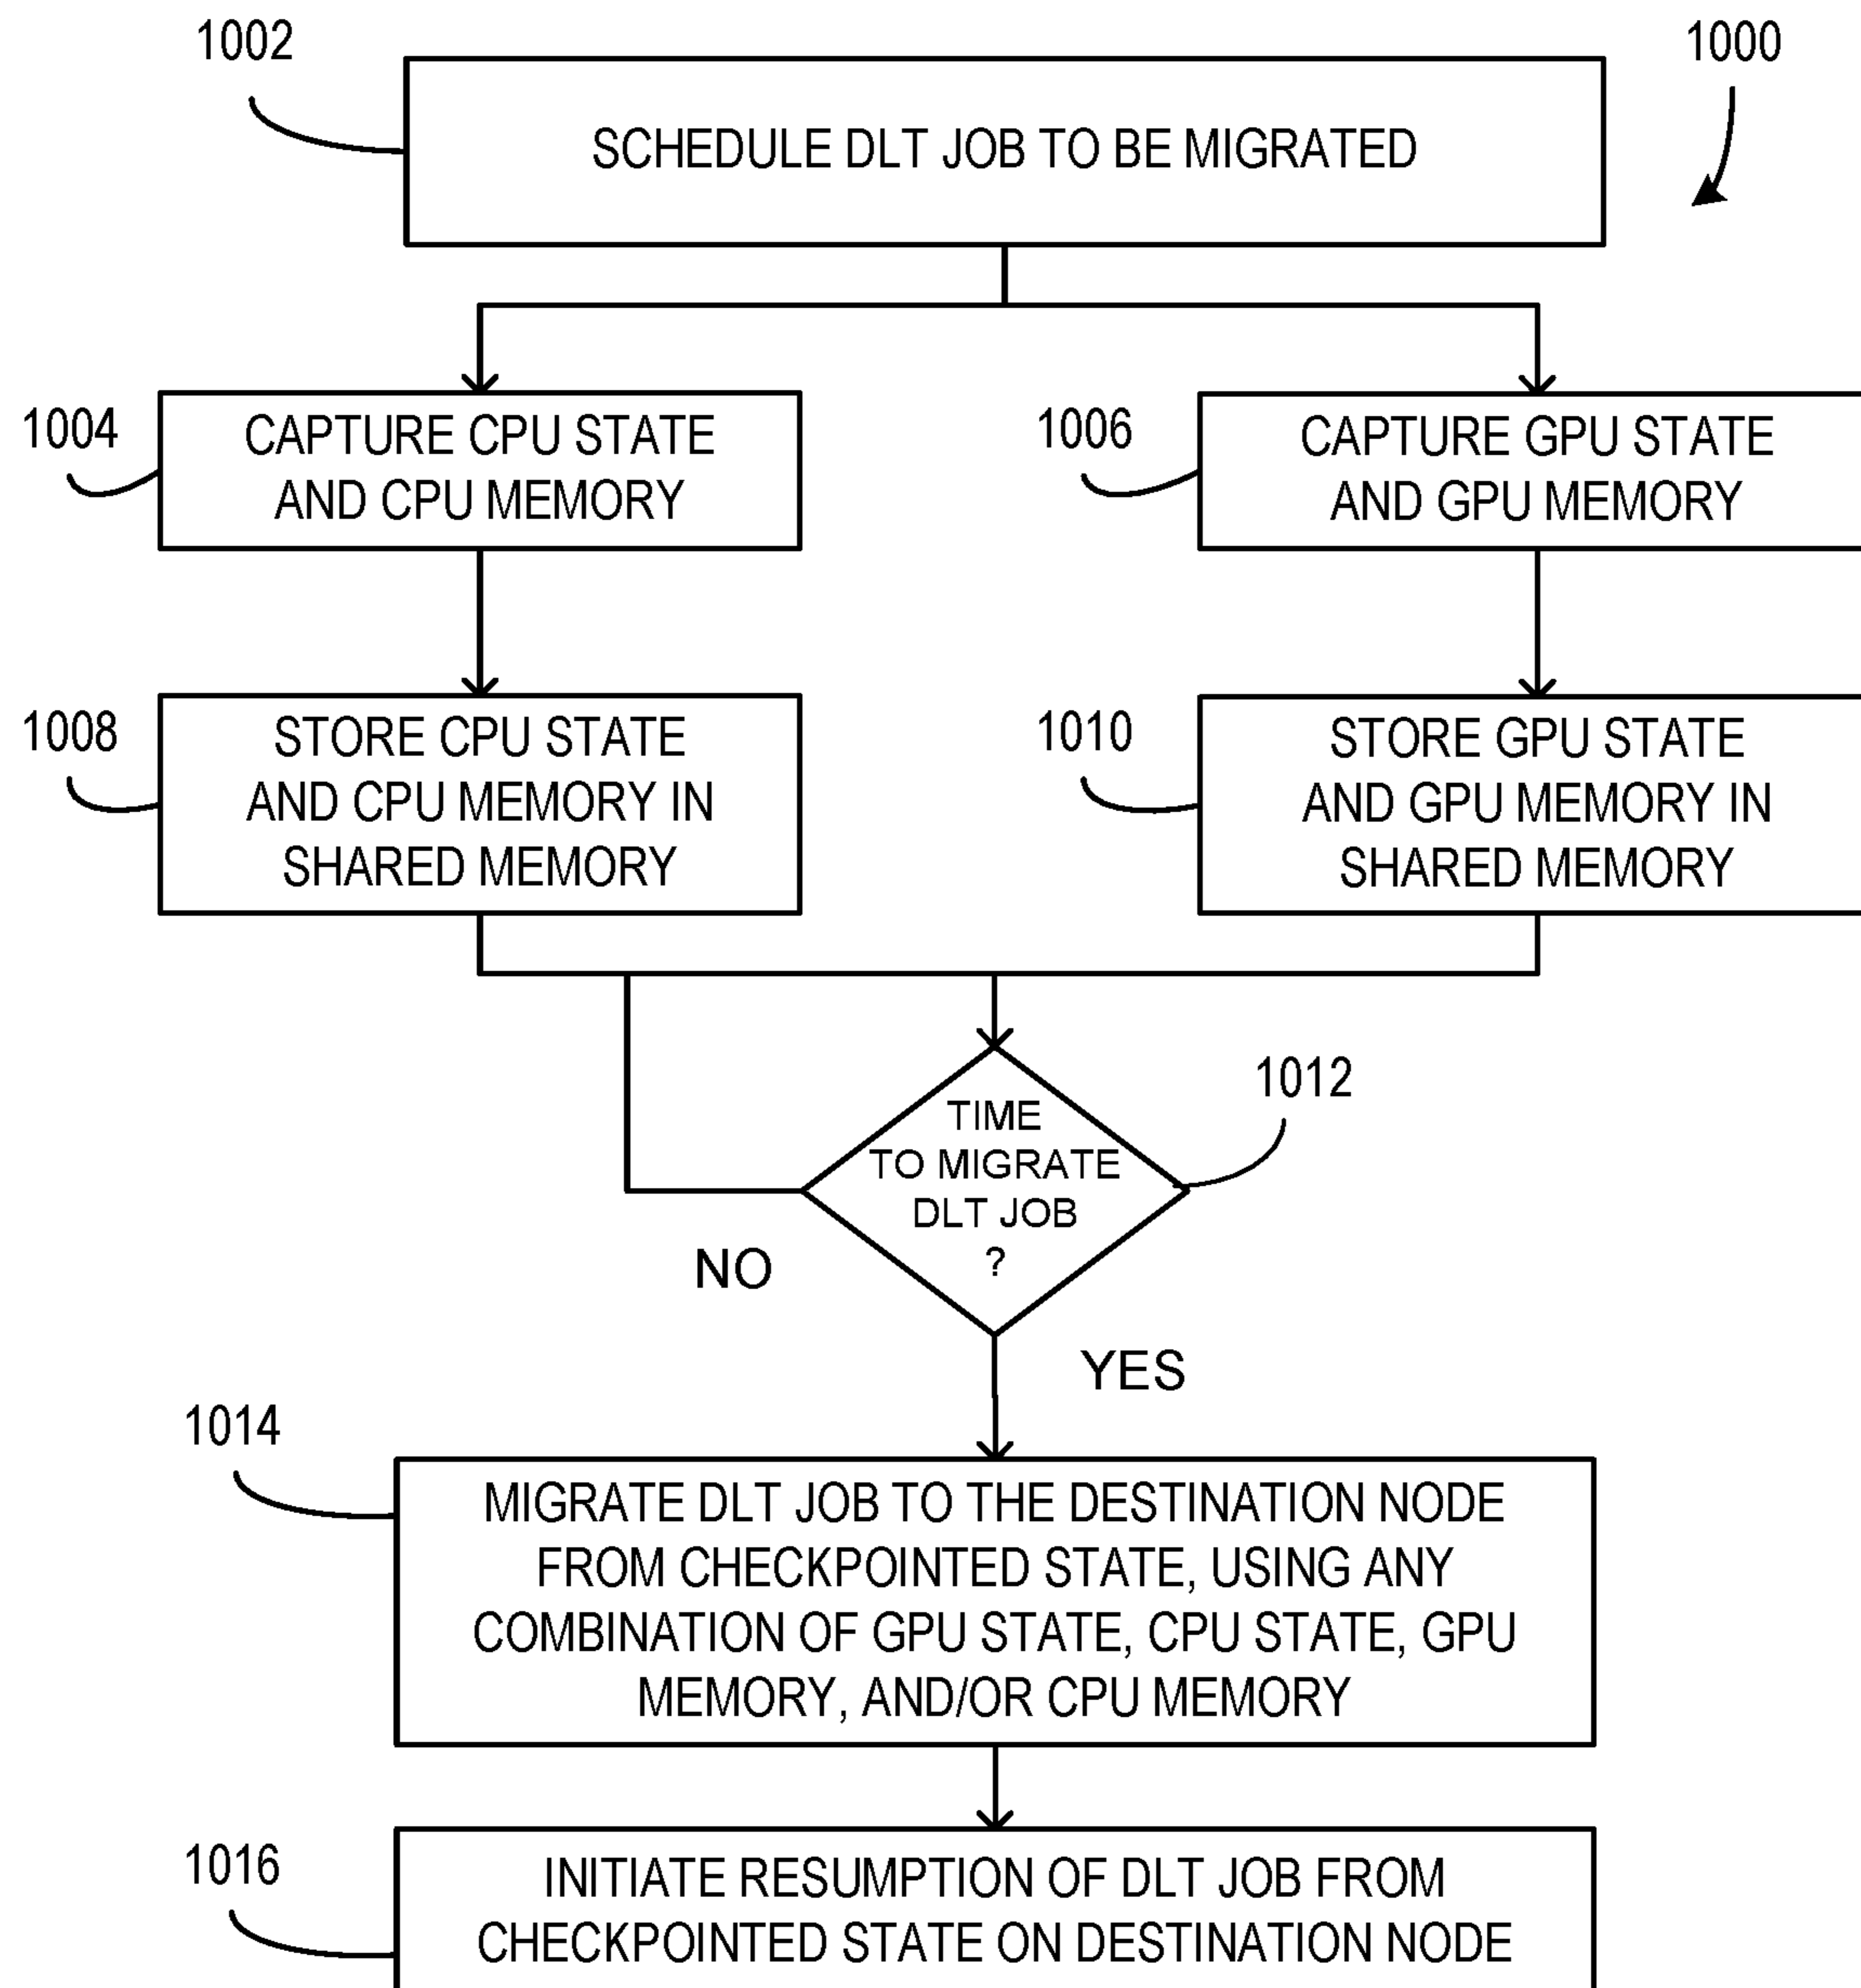 1002
1000
SCHEDULE DLT JOB TO BE MIGRATED
1004
CAPTURE CPU STATE
AND CPU MEMORY
1006
CAPTURE GPU STATE
AND GPU MEMORY
1008
STORE CPU STATE
AND CPU MEMORY IN
SHARED MEMORY
1010
STORE GPU STATE
AND GPU MEMORY IN
SHARED MEMORY
1012
TIME
TO MIGRATE
DLT JOB
?
NO
YES
1014
MIGRATE DLT JOB TO THE DESTINATION NODE
FROM CHECKPOINTED STATE, USING ANY
COMBINATION OF GPU STATE, CPU STATE, GPU
MEMORY, AND/OR CPU MEMORY
1016
INITIATE RESUMPTION OF DLT JOB FROM
CHECKPOINTED STATE ON DESTINATION NODE